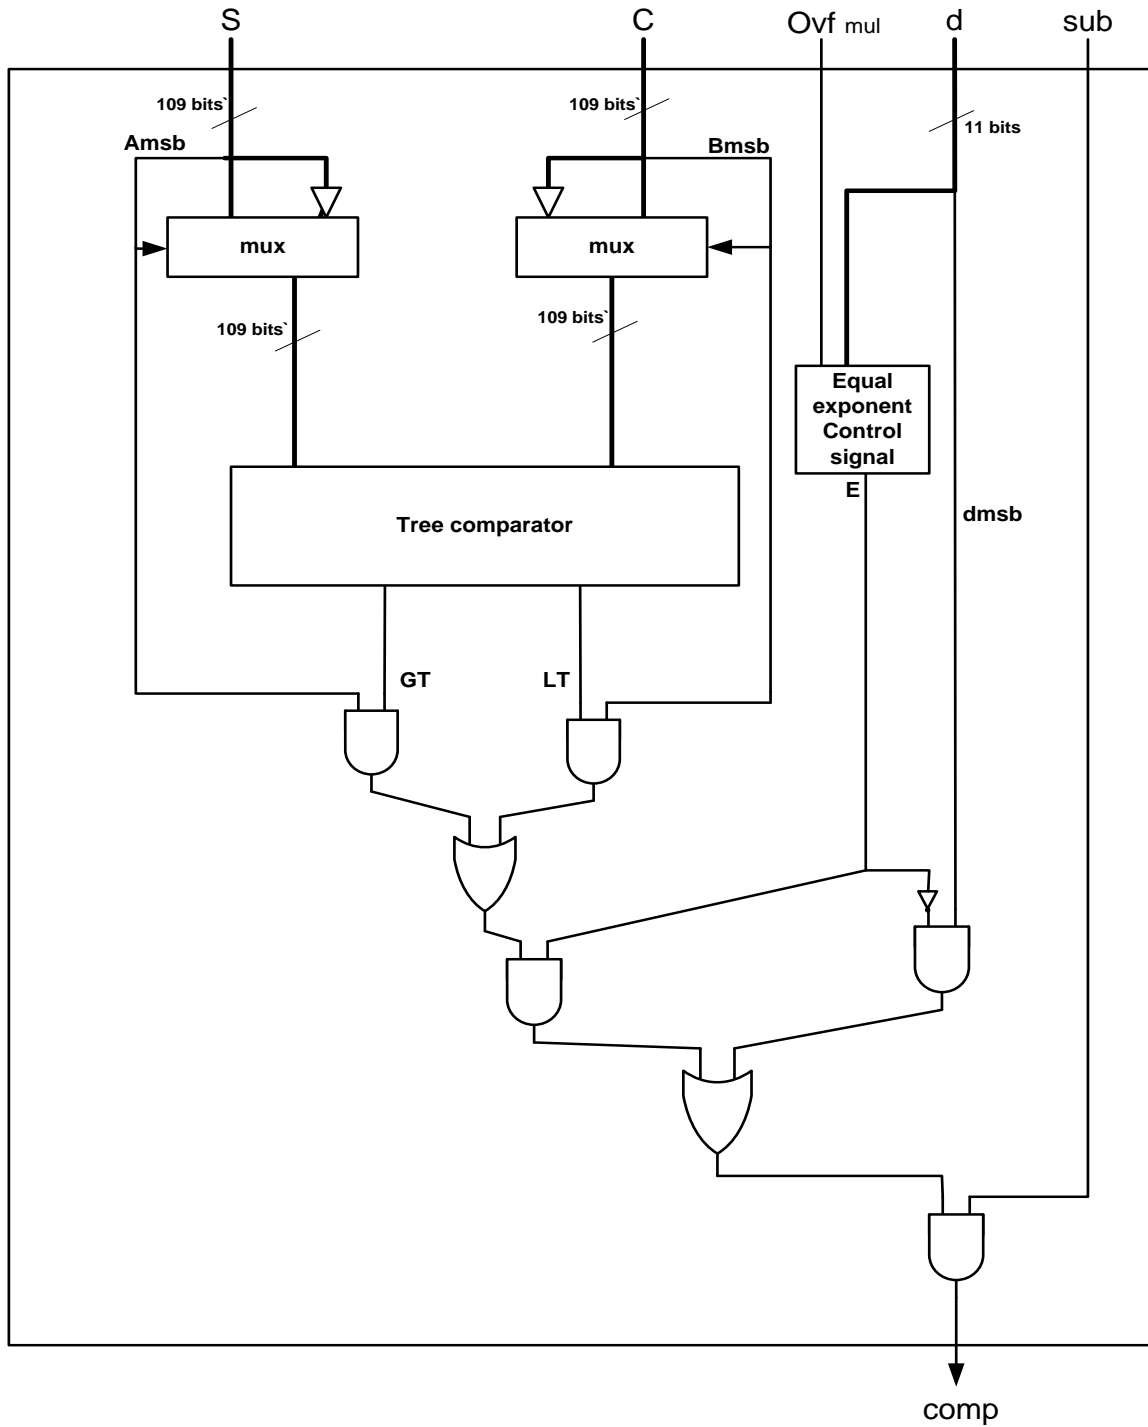 S
C
Ovf mul
d
sub
109 bits`
109 bits`
11 bits
Amsb
Bmsb
mux
mux
109 bits`
109 bits`
Equal
exponent
Control
signal
E
dmsb
Tree comparator
GT
LT
comp